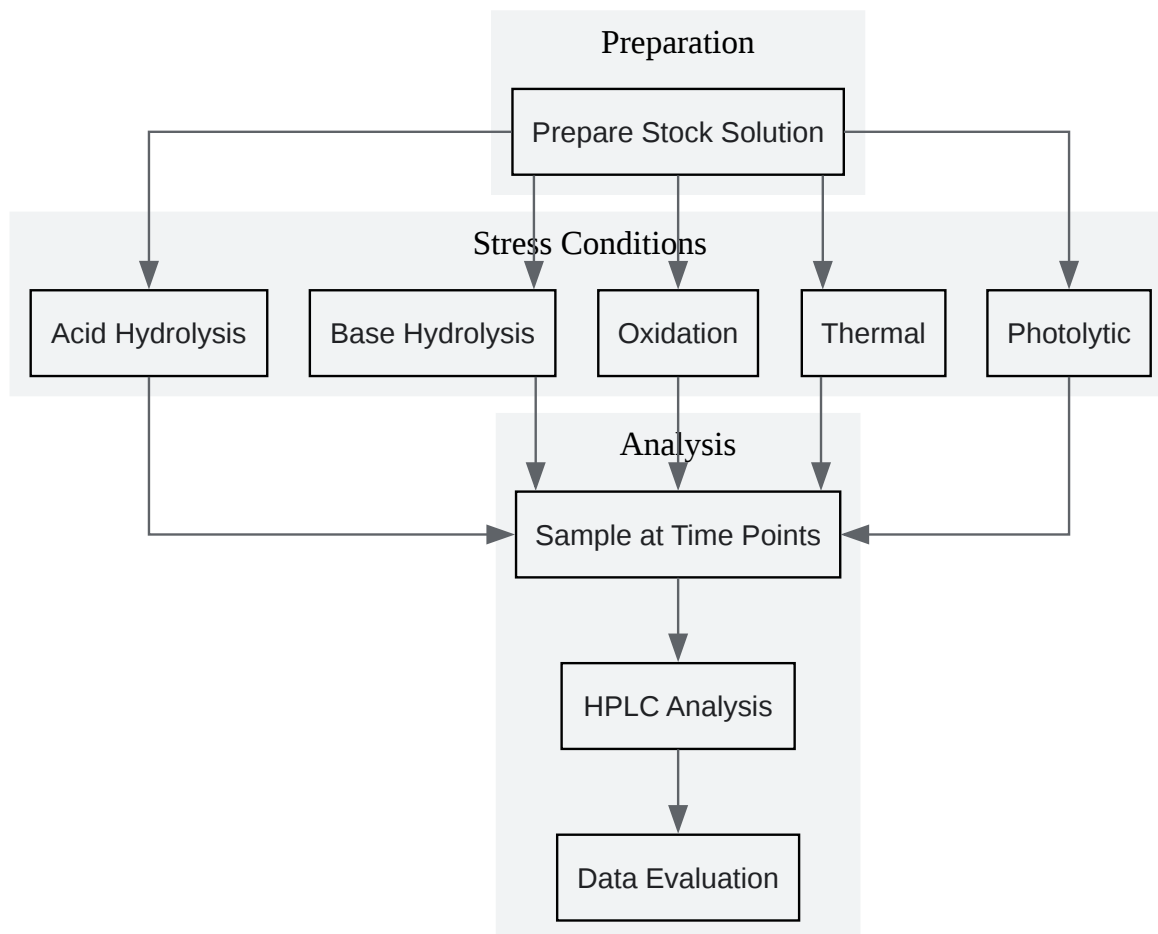 Preparation
Prepare Stock Solution
Stress Conditions
Acid Hydrolysis
Base Hydrolysis
Oxidation
Thermal
Photolytic
Analysis
Sample at Time Points
HPLC Analysis
Data Evaluation